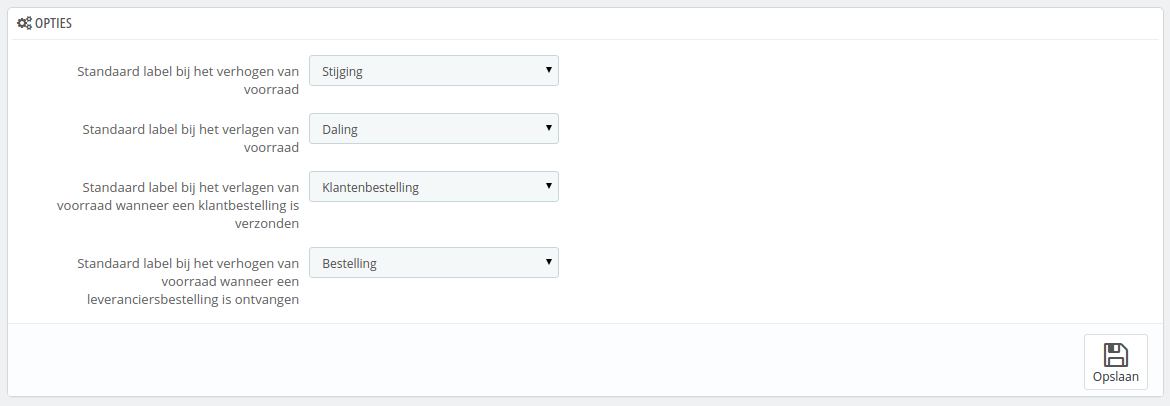 OPTIES
Standaard label bij het verhogen van
voorraad
Stijging
Standaard label bij het verlagen van
voorraad
Daling
Standaard label bij het verlagen van
voorraad wanneer een klantbestelling is
verzonden
Klantenbestelling
Standaard label bij het verhogen van
voorraad wanneer een
leveranciersbestelling is ontvangen
Bestelling
Opslaan